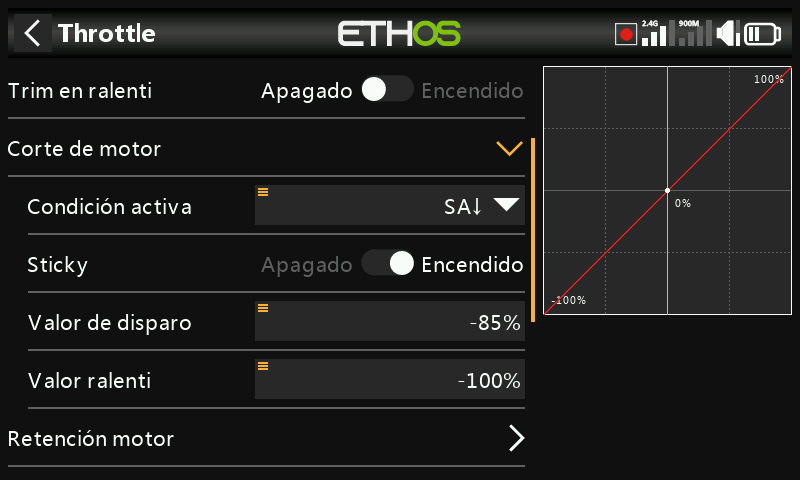 Throttle
ETHOS
2.4G
900M
Trim en ralenti
Apagado
Encendido
Corte de motor
Condición activa
SA↓
Sticky
Apagado
Encendido
Valor de disparo
-85%
Valor ralenti
-100%
Retención motor
100%
0%
-100%